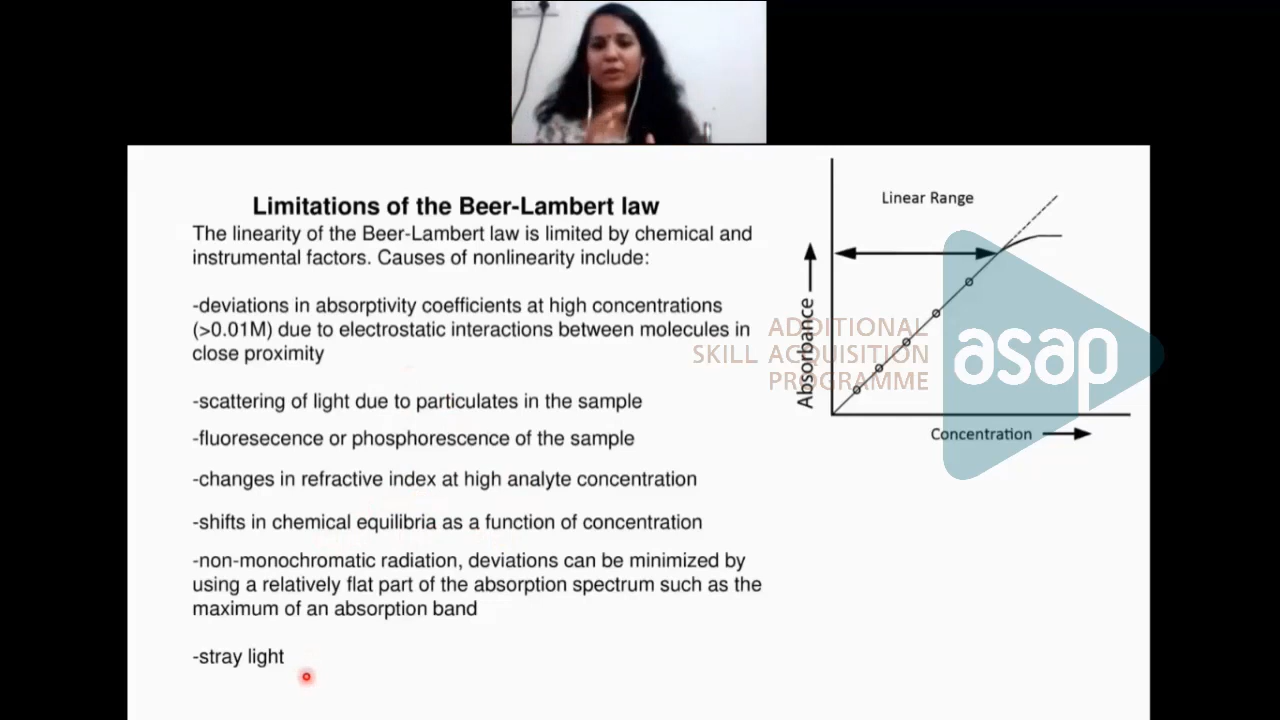 Limitations of the Beer-Lambert law
The linearity of the Beer-Lambert law is limited by chemical and
instrumental factors. Causes of nonlinearity include:
-deviations in absorptivity coefficients at high concentrations
(>0.01M) due to electrostatic interactions between molecules in
close proximity
-scattering of light due to particulates in the sample
-fluoresecence or phosphorescence of the sample
-changes in refractive index at high analyte concentration
-shifts in chemical equilibria as a function of concentration
-non-monochromatic radiation, deviations can be minimized by
using a relatively flat part of the absorption spectrum such as the
maximum of an absorption band
-stray light
Linear Range
Absorbance
Concentration
ADDITIONAL
SKILL ACQUISITION
PROGRAMME
asap